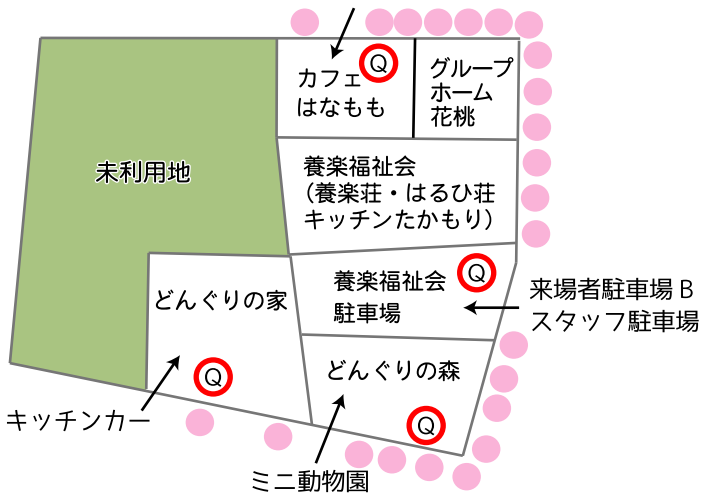 Q
カフェ
はなもも
グループ
ホーム
花桃
未利用地
養楽福祉会
（養楽荘・はるひ荘
キッチンたかもり）
どんぐりの家
養楽福祉会
駐車場
Q
来場者駐車場B
スタッフ駐車場
どんぐりの森
Q
キッチンカー
Q
ミニ動物園